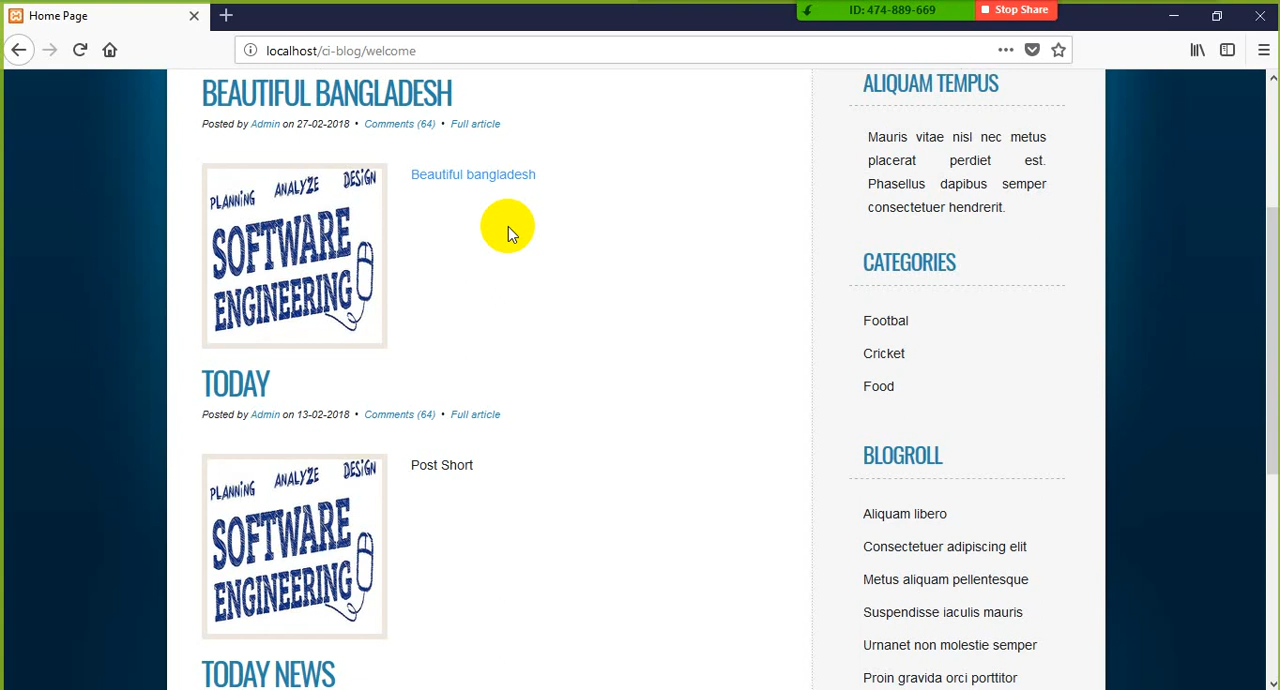 Home Page
ID: 474-889-669
Stop Share
localhost/ci-blog/welcome
BEAUTIFUL BANGLADESH
Posted by Admin on 27-02-2018 • Comments (64) • Full article
PLANNING ANALYZE DESIGN
SOFTWARE
ENGINEERING
Beautiful bangladesh
TODAY
Posted by Admin on 13-02-2018 • Comments (64) • Full article
PLANNING ANALYZE DESIGN
SOFTWARE
ENGINEERING
Post Short
TODAY NEWS
ALIQUAM TEMPUS
Mauris vitae nisl nec metus
placerat perdiet est.
Phasellus dapibus semper
consectetuer hendrerit.
CATEGORIES
Footbal
Cricket
Food
BLOGROLL
Aliquam libero
Consectetuer adipiscing elit
Metus aliquam pellentesque
Suspendisse iaculis mauris
Urnanet non molestie semper
Proin gravida orci porttitor